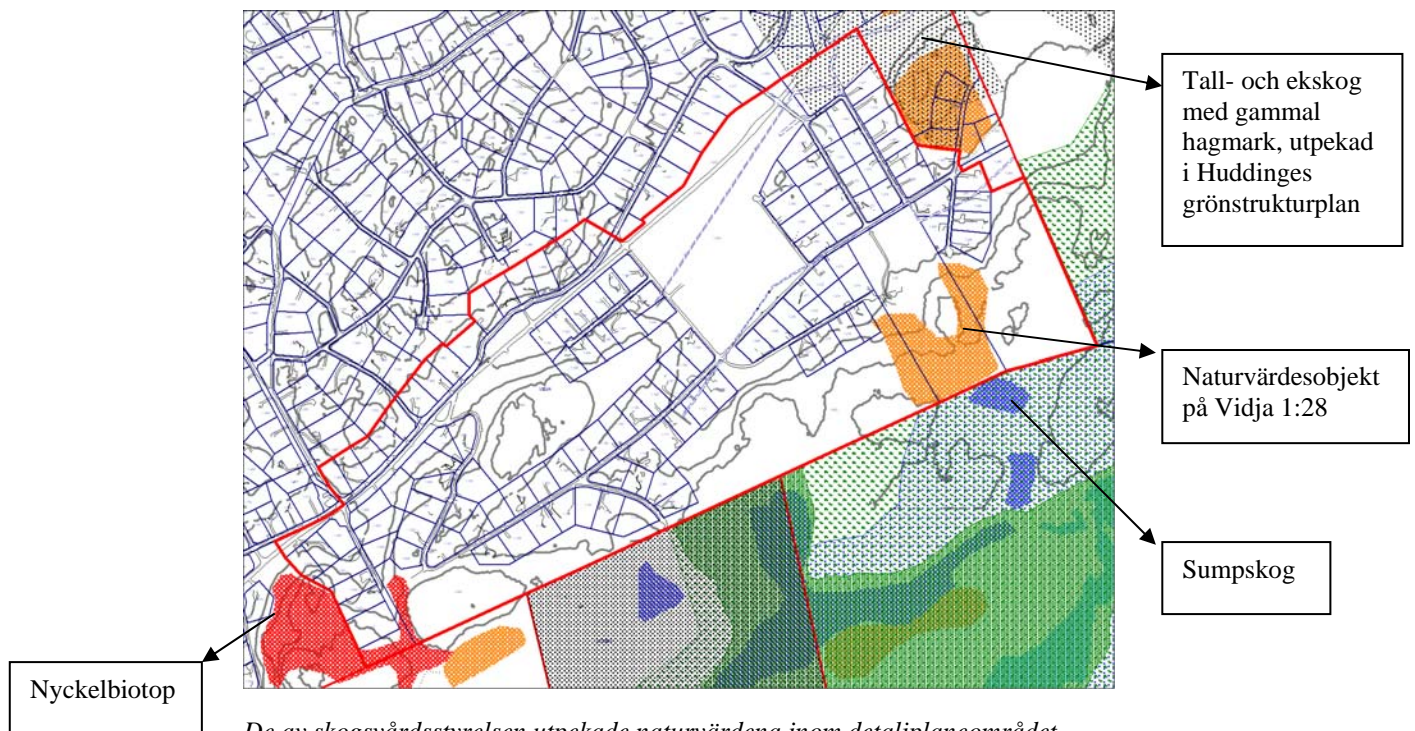 Tall- och ekskog
med gammal
hagmark, utpekad
i Huddinges
grönstrukturplan
Naturvärdesobjekt
på Vidja 1:28
Sumpskog
Nyckelbiotop
De av skogsvårdsstyrelsen utpekade naturvärdena inom detaljplaneområdet